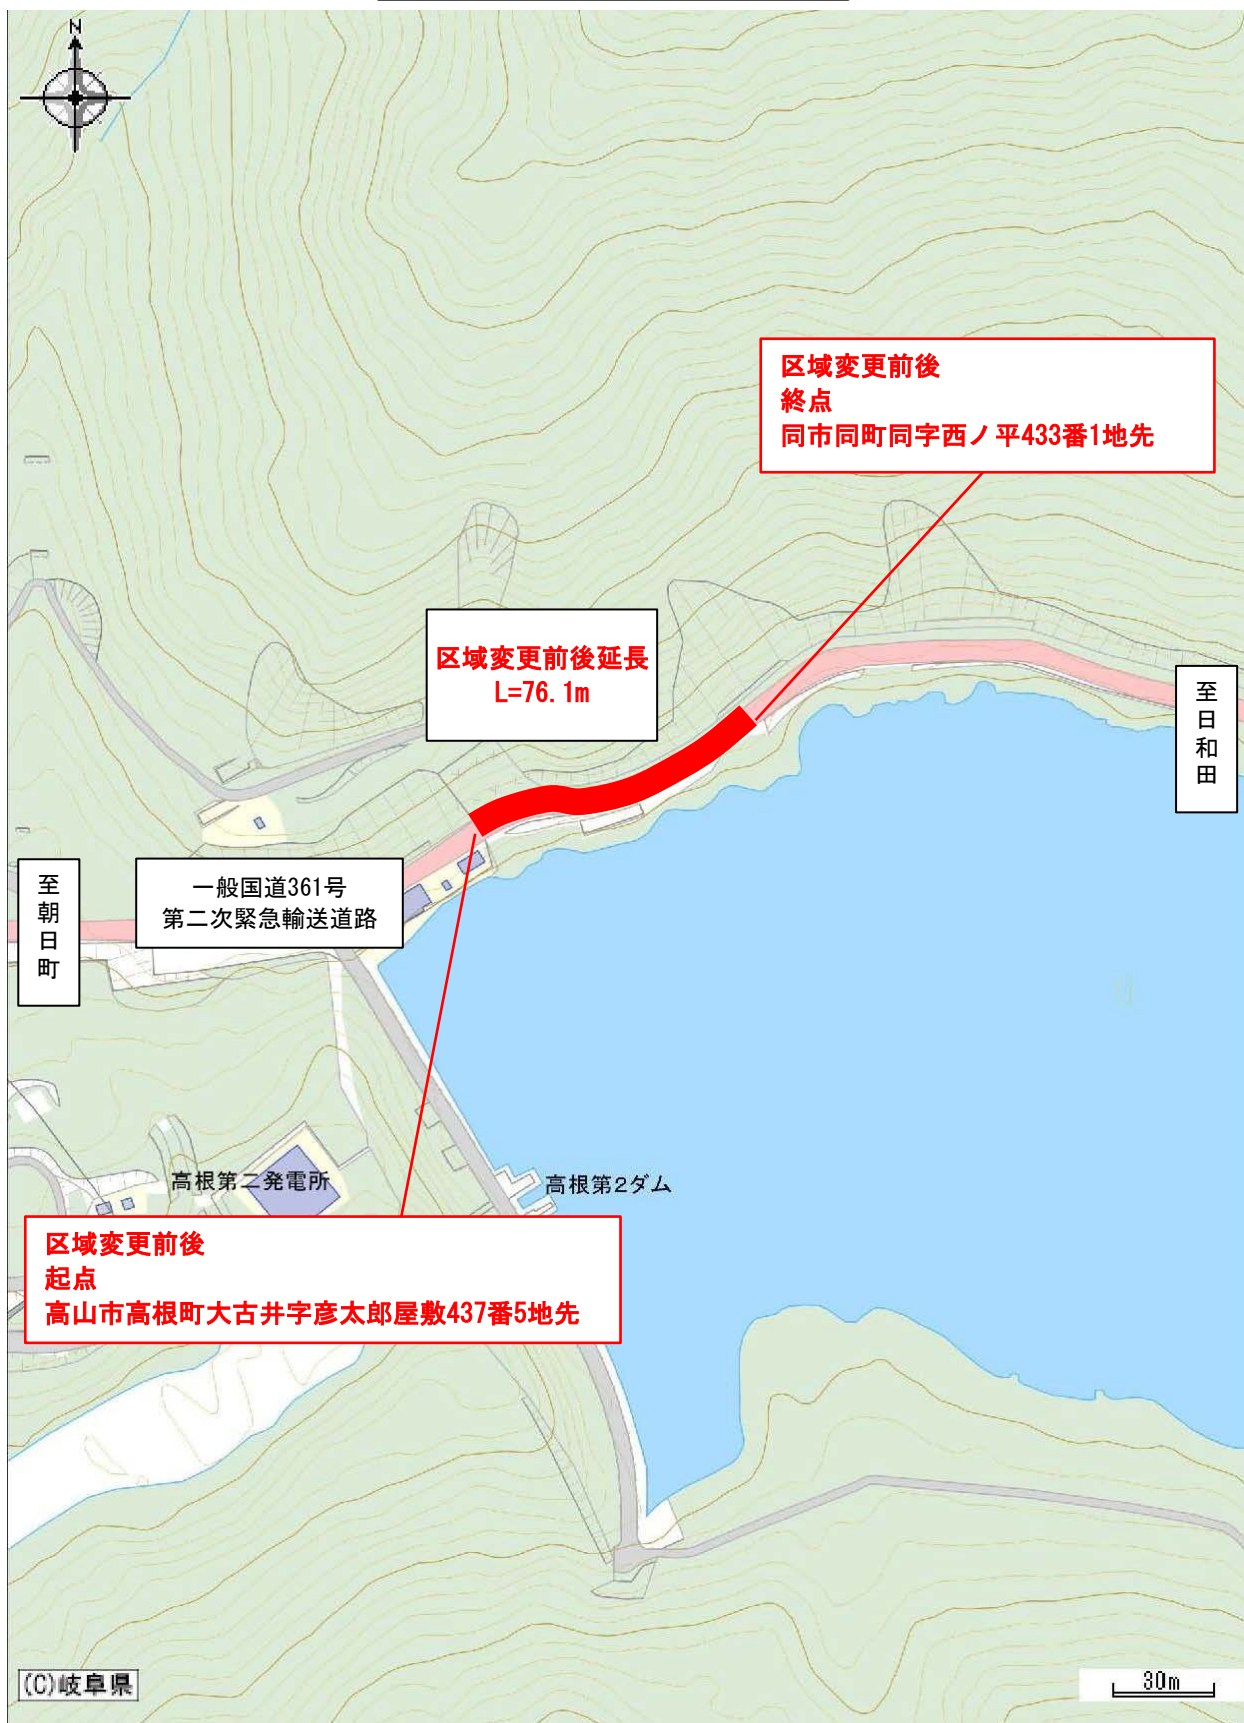 N
区域変更前後
終点
同市同町同字西ノ平433番1地先
区域変更前後延長
L=76.1m
至日和田
一般国道361号
第二次緊急輸送道路
至朝日町
高根第二発電所
高根第2ダム
区域変更前後
起点
高山市高根町大古井字彦太郎屋敷437番5地先
(C)岐阜県
30m